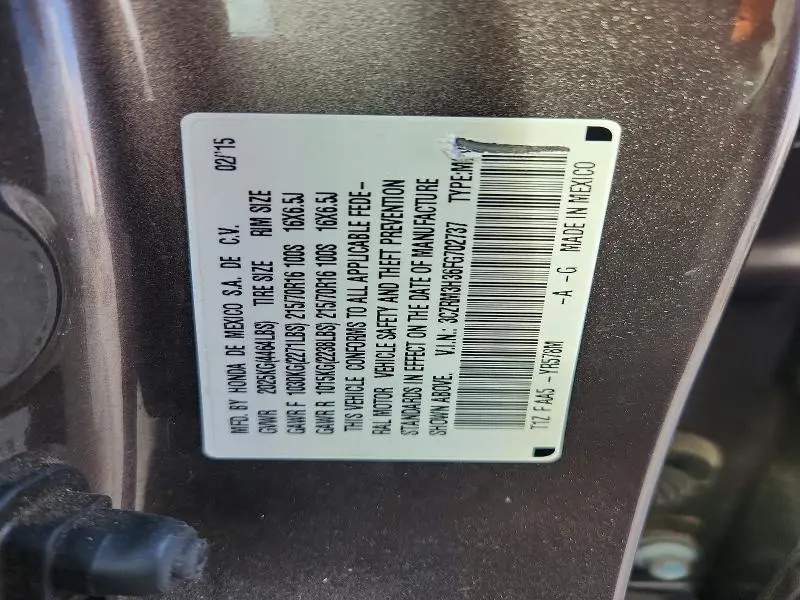 MFD. BY HONDA DE MEXICO S.A. DE C.V. 02/'15
GVWR 2025KG(4464LBS) TIRE SIZE RIM SIZE
GAWR F 1030KG(2271LBS) 215/70R16 100S 16X6.5J
GAWR R 1015KG(2238LBS) 215/70R16 100S 16X6.5J
THIS VEHICLE CONFORMS TO ALL APPLICABLE FEDE-
RAL MOTOR VEHICLE SAFETY AND THEFT PREVENTION
STANDARDS IN EFFECT ON THE DATE OF MANUFACTURE
SHOWN ABOVE. V.I.N.: 3CZRM3H36FG702737 TYPE:M
T1Z F AA5 -YR578M -A -G MADE IN MEXICO